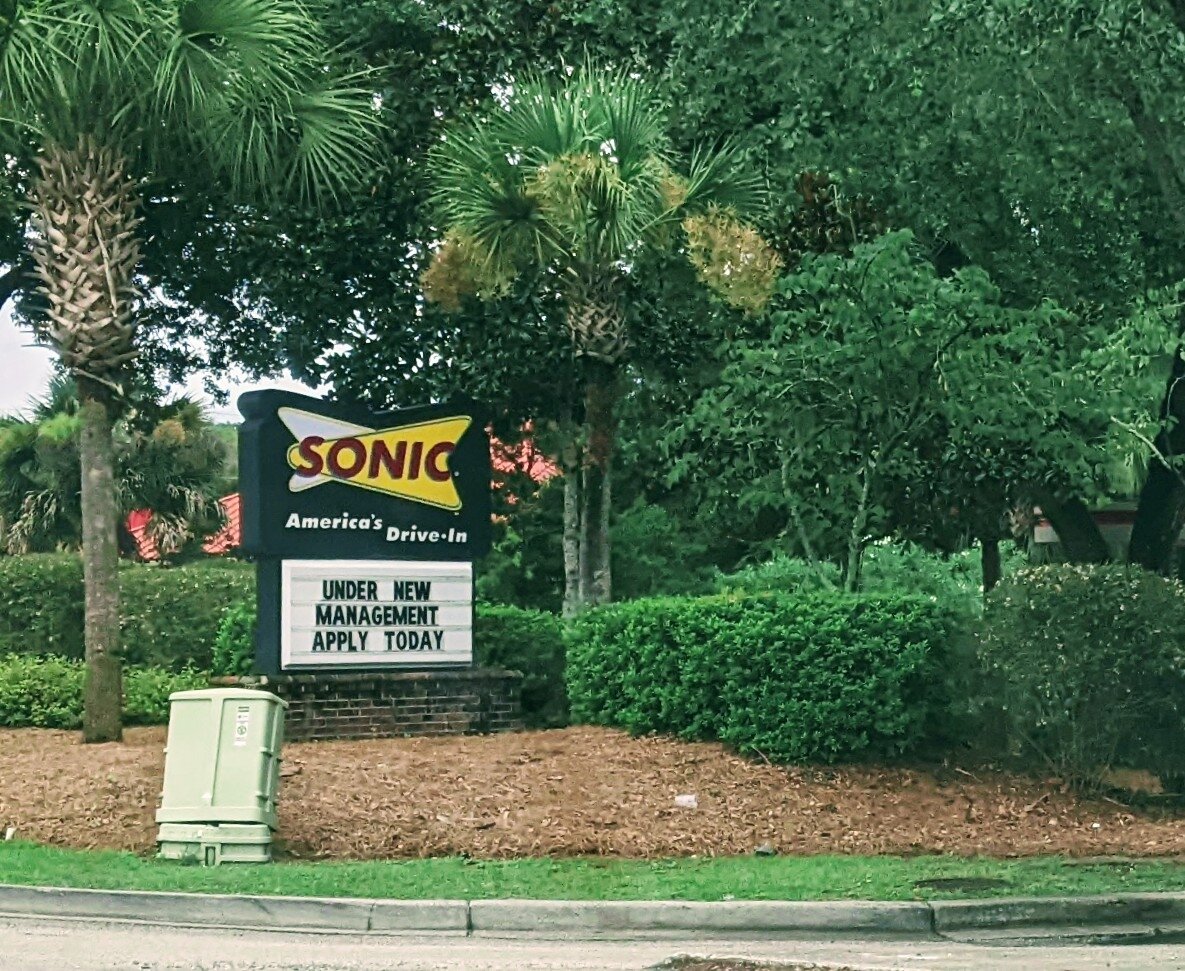 SONIC
America's Drive-In
UNDER NEW
MANAGEMENT
APPLY TODAY